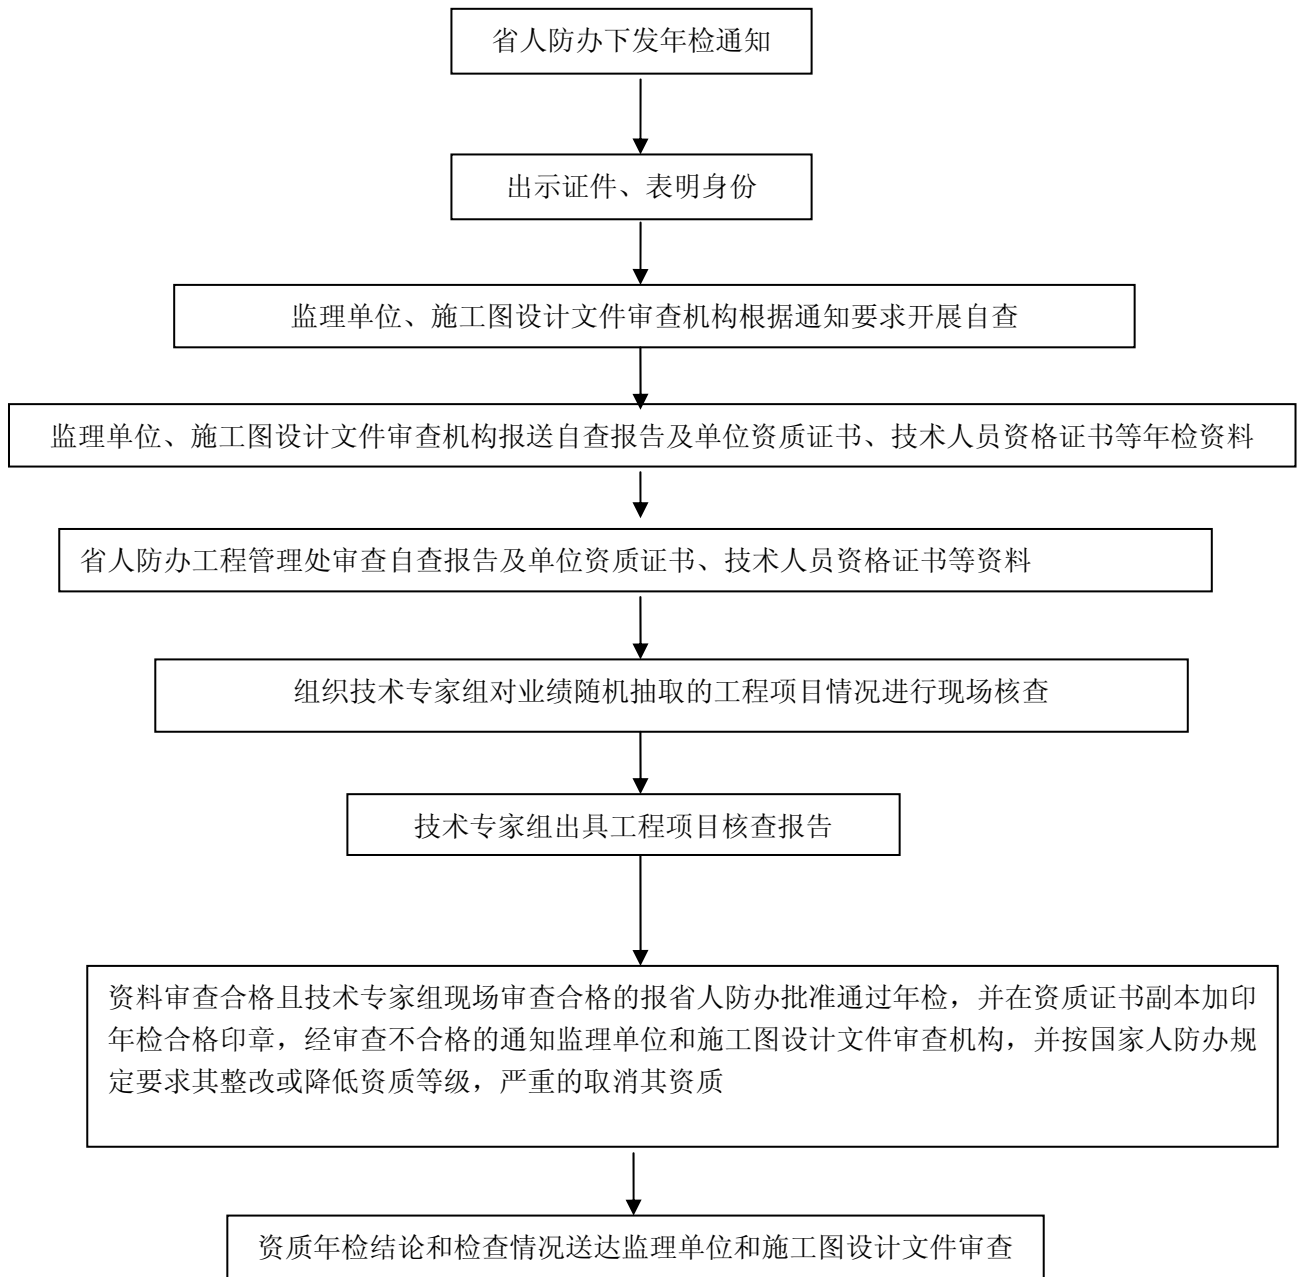 省人防办下发年检通知
出示证件、表明身份
监理单位、施工图设计文件审查机构根据通知要求开展自查
监理单位、施工图设计文件审查机构报送自查报告及单位资质证书、技术人员资格证书等年检资料
省人防办工程管理处审查自查报告及单位资质证书、技术人员资格证书等资料
组织技术专家组对业绩随机抽取的工程项目情况进行现场核查
技术专家组出具工程项目核查报告
资料审查合格且技术专家组现场审查合格的报省人防办批准通过年检，并在资质证书副本加印
年检合格印章，经审查不合格的通知监理单位和施工图设计文件审查机构，并按国家人防办规
定要求其整改或降低资质等级，严重的取消其资质
资质年检结论和检查情况送达监理单位和施工图设计文件审查